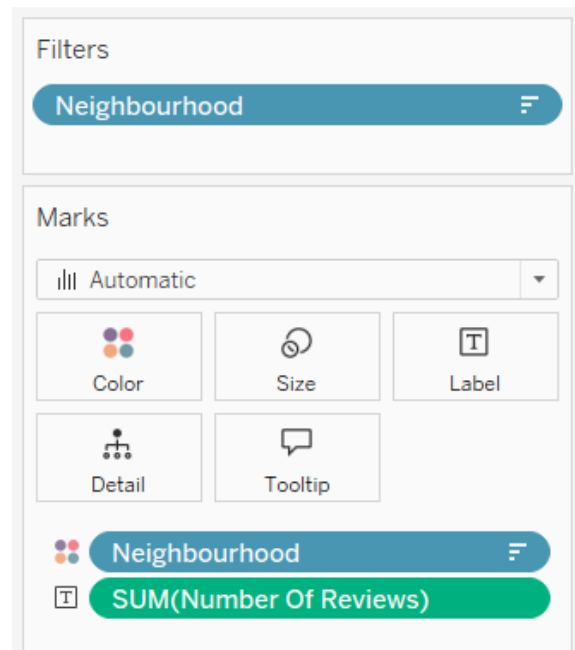 Filters
Neighbourhood
Marks
Automatic
Color
Size
T
Label
Detail
Tooltip
Neighbourhood
T
SUM(Number Of Reviews)